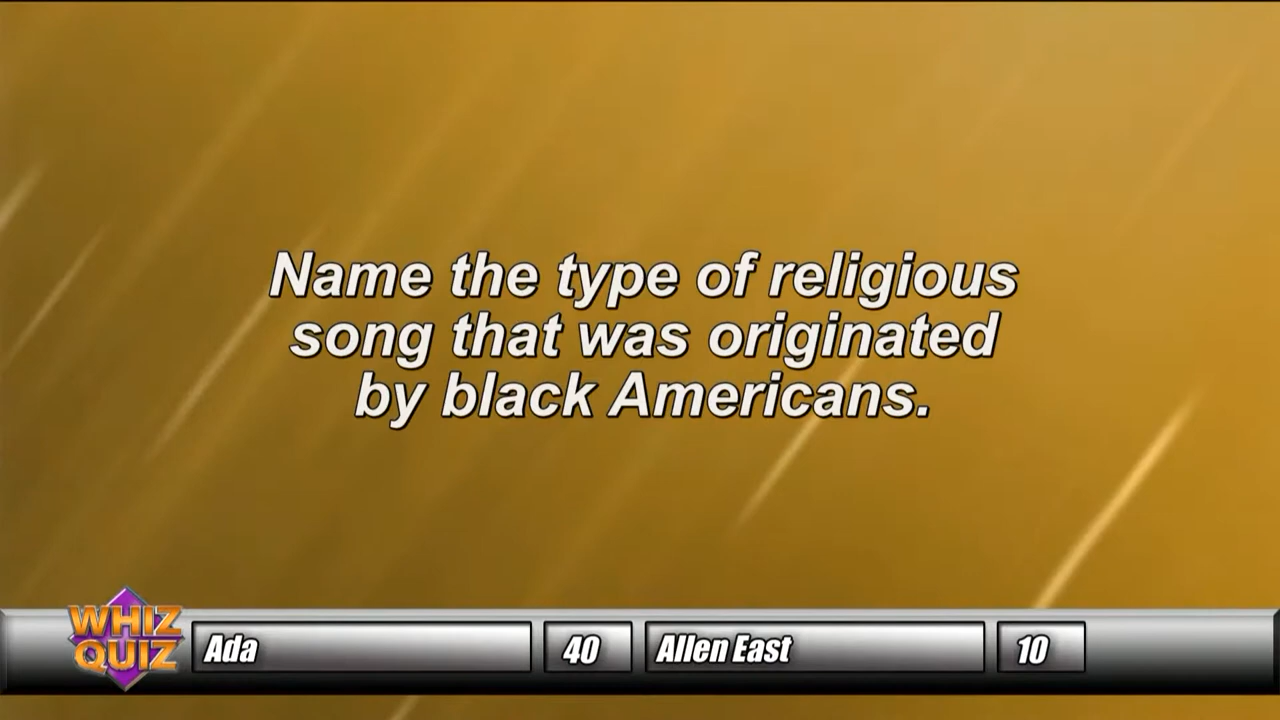 Name the type of religious
song that was originated
by black Americans.
WHIZ
QUIZ
Ada 40 Allen East 10